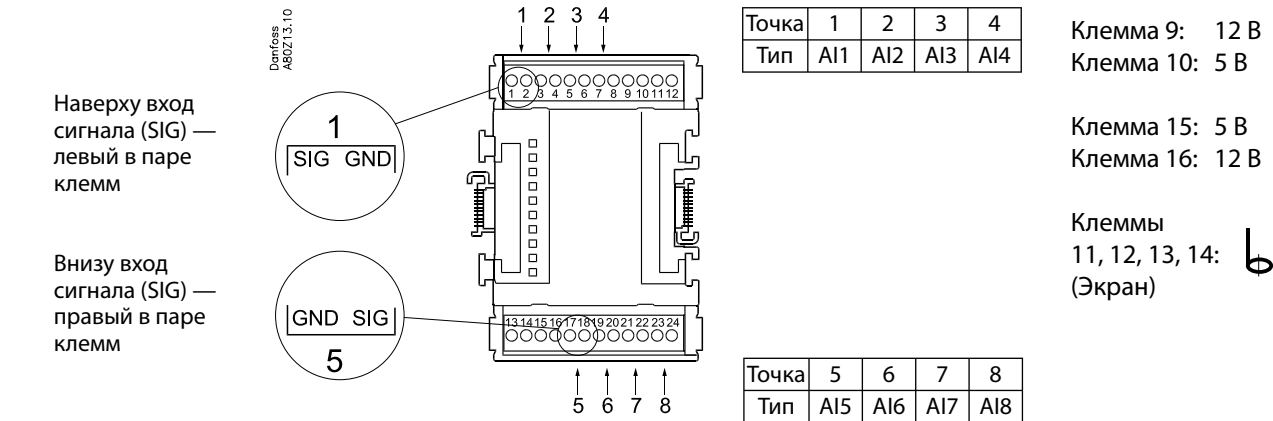 Danfoss
A80Z13.10
1 2 3 4
Точка 1 2 3 4
Тип AI1 AI2 AI3 AI4
Клемма 9: 12 В
Клемма 10: 5 В
Клемма 15: 5 В
Клемма 16: 12 В
Клеммы
11, 12, 13, 14:
(Экран)
Наверху вход
сигнала (SIG) —
левый в паре
клемм
1
SIG GND
1 2 3 4 5 6 7 8 9 10 11 12
Внизу вход
сигнала (SIG) —
правый в паре
клемм
GND SIG
5
13 14 15 16 17 18 19 20 21 22 23 24
5 6 7 8
Точка 5 6 7 8
Тип AI5 AI6 AI7 AI8